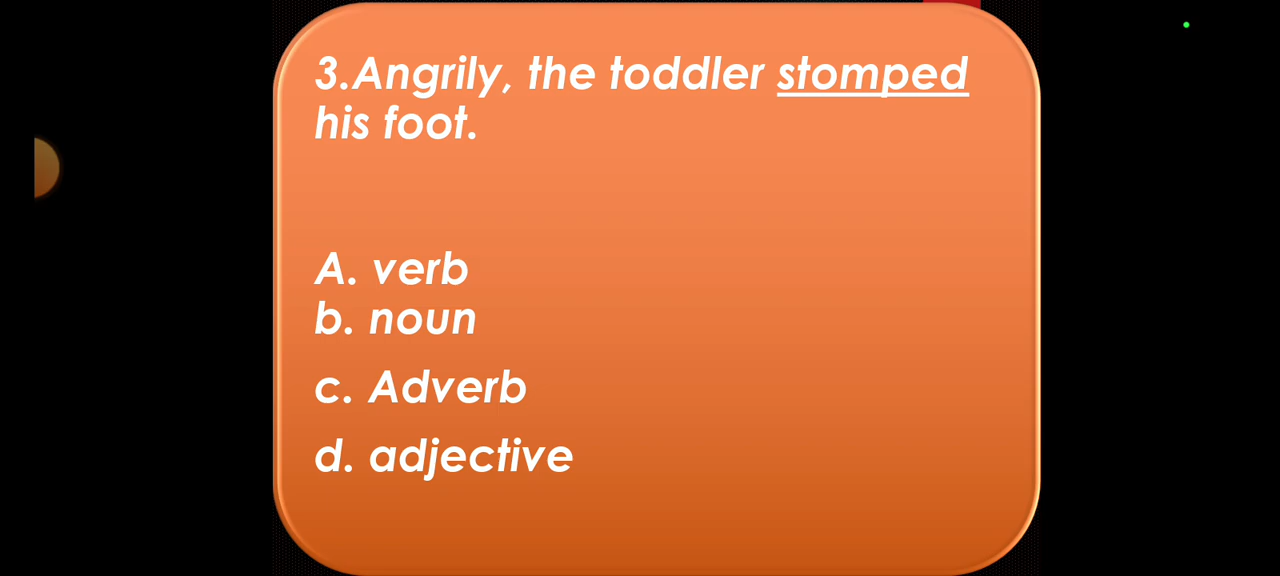 3.Angrily, the toddler stomped
his foot.
A. verb
b. noun
c. Adverb
d. adjective